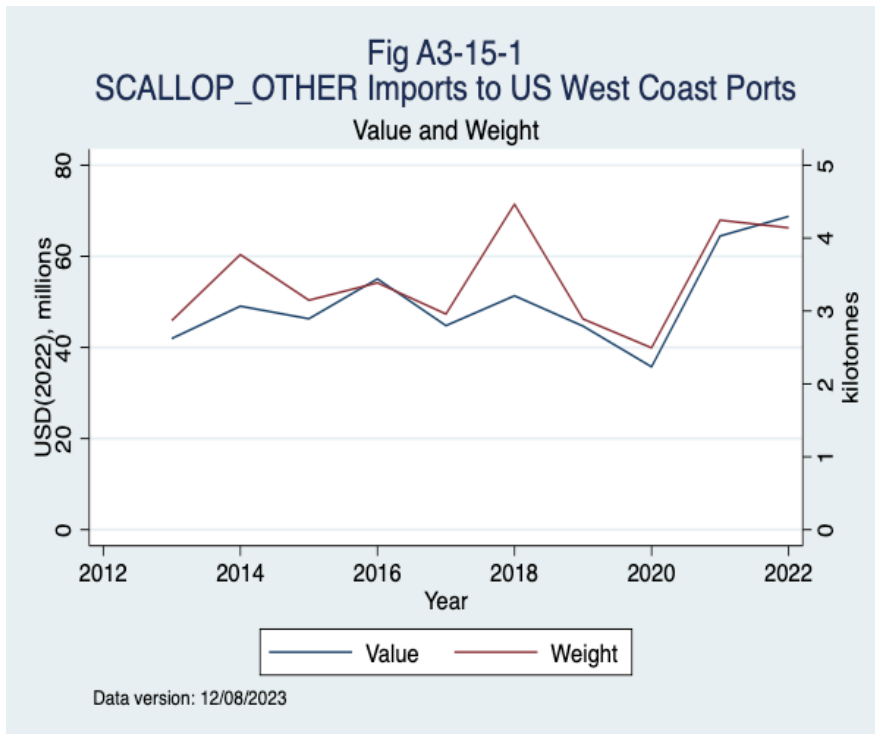 Fig A3-15-1
SCALLOP_OTHER Imports to US West Coast Ports
Value and Weight
USD(2022), millions
80
60
40
20
0
5
4
3
2
1
0
kilotonnes
2012 2014 2016 2018 2020 2022
Year
Value Weight
Data version: 12/08/2023